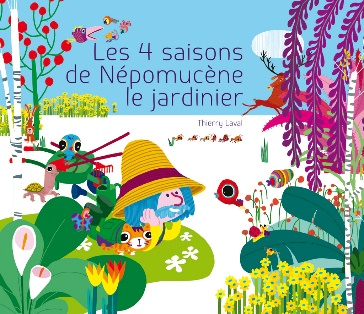 Les 4 saisons
de Népomucène
le jardinier
Thierry Laval